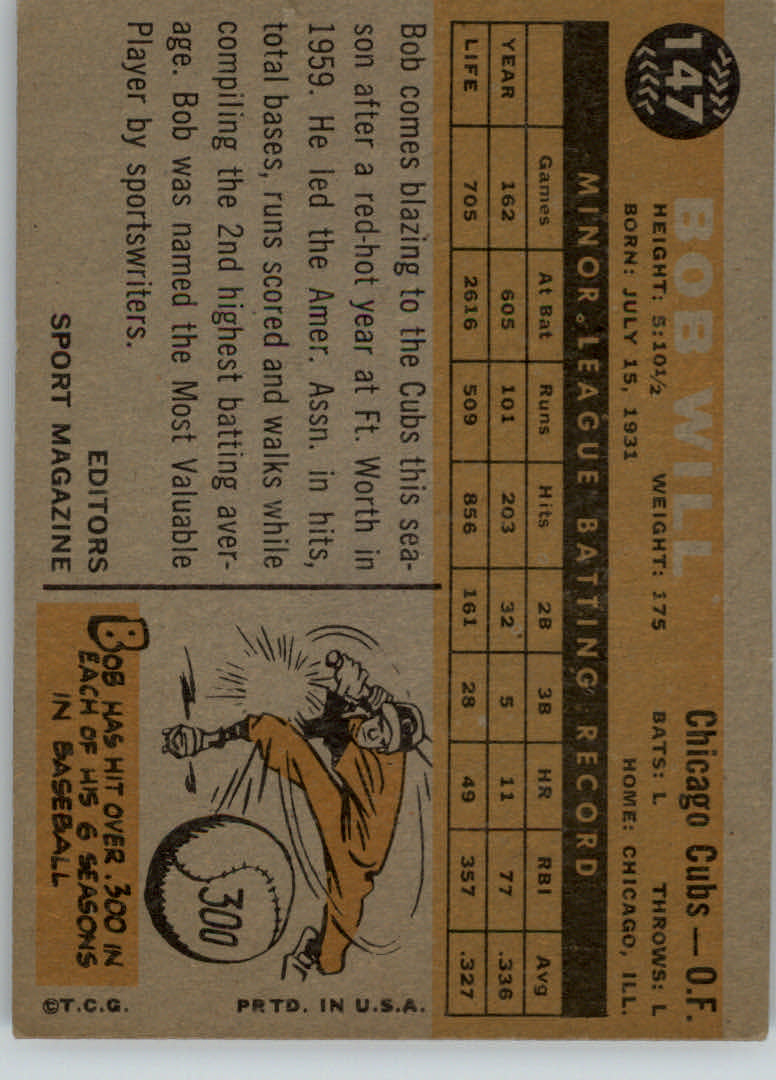 147
BOB WILL
Chicago Cubs—O.F.
HEIGHT: 5:10½ WEIGHT: 175 BATS: L THROWS: L
BORN: JULY 15, 1931 HOME: CHICAGO, ILL.
MINOR LEAGUE BATTING RECORD
Games At Bat Runs Hits 2B 3B HR RBI Avg
YEAR 162 605 101 203 32 5 11 77 .336
LIFE 705 2616 509 856 161 28 49 357 .327
Bob comes blazing to the Cubs this sea-
son after a red-hot year at Ft. Worth in
1959. He led the Amer. Assn. in hits,
total bases, runs scored and walks while
compiling the 2nd highest batting aver-
age. Bob was named the Most Valuable
Player by sportswriters.
EDITORS
SPORT MAGAZINE
.300
BOB HAS HIT OVER .300 IN
EACH OF HIS 6 SEASONS
IN BASEBALL
©T.C.G. PRTD. IN U.S.A.